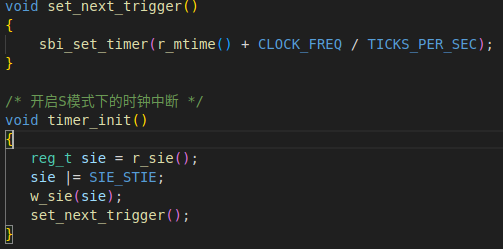 void set_next_trigger()
{
    sbi_set_timer(r_mtime() + CLOCK_FREQ / TICKS_PER_SEC);
}

/* 开启S模式下的时钟中断 */
void timer_init()
{
   reg_t sie = r_sie();
   sie |= SIE_STIE;
   w_sie(sie);
   set_next_trigger();
}